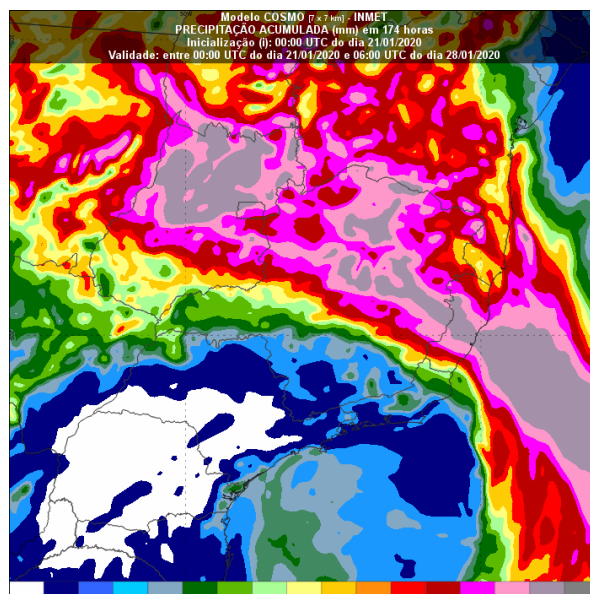 Modelo COSMO [7 x 7 km] - INMET
PRECIPITAÇÃO ACUMULADA (mm) em 174 horas
Inicialização (i): 00:00 UTC do dia 21/01/2020
Validade: entre 00:00 UTC do dia 21/01/2020 e 06:00 UTC do dia 28/01/2020